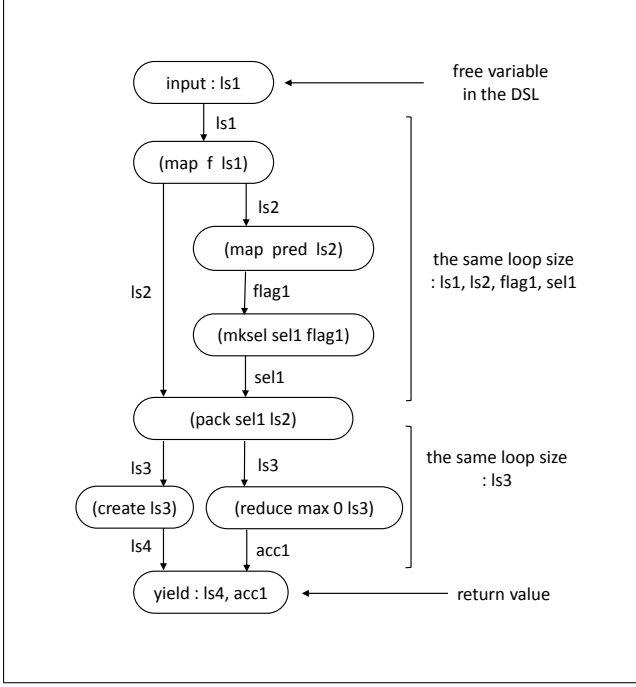 input : ls1
free variable
in the DSL
ls1
(map f ls1)
ls2
(map pred ls2)
ls2
flag1
the same loop size
: ls1, ls2, flag1, sel1
(mksel sel1 flag1)
sel1
(pack sel1 ls2)
ls3
ls3
the same loop size
: ls3
(create ls3)
(reduce max 0 ls3)
ls4
acc1
yield : ls4, acc1
return value